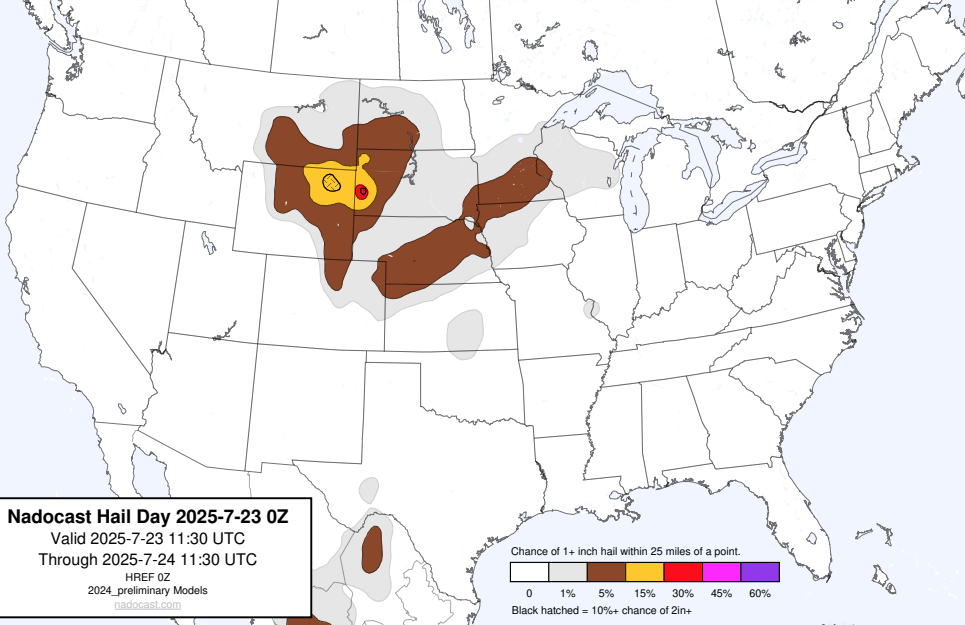 Nadocast Hail Day 2025-7-23 0Z
Valid 2025-7-23 11:30 UTC
Through 2025-7-24 11:30 UTC
HREF 0Z
2024_preliminary Models
nadocast.com
Chance of 1+ inch hail within 25 miles of a point.
0 1% 5% 15% 30% 45% 60%
Black hatched = 10%+ chance of 2in+